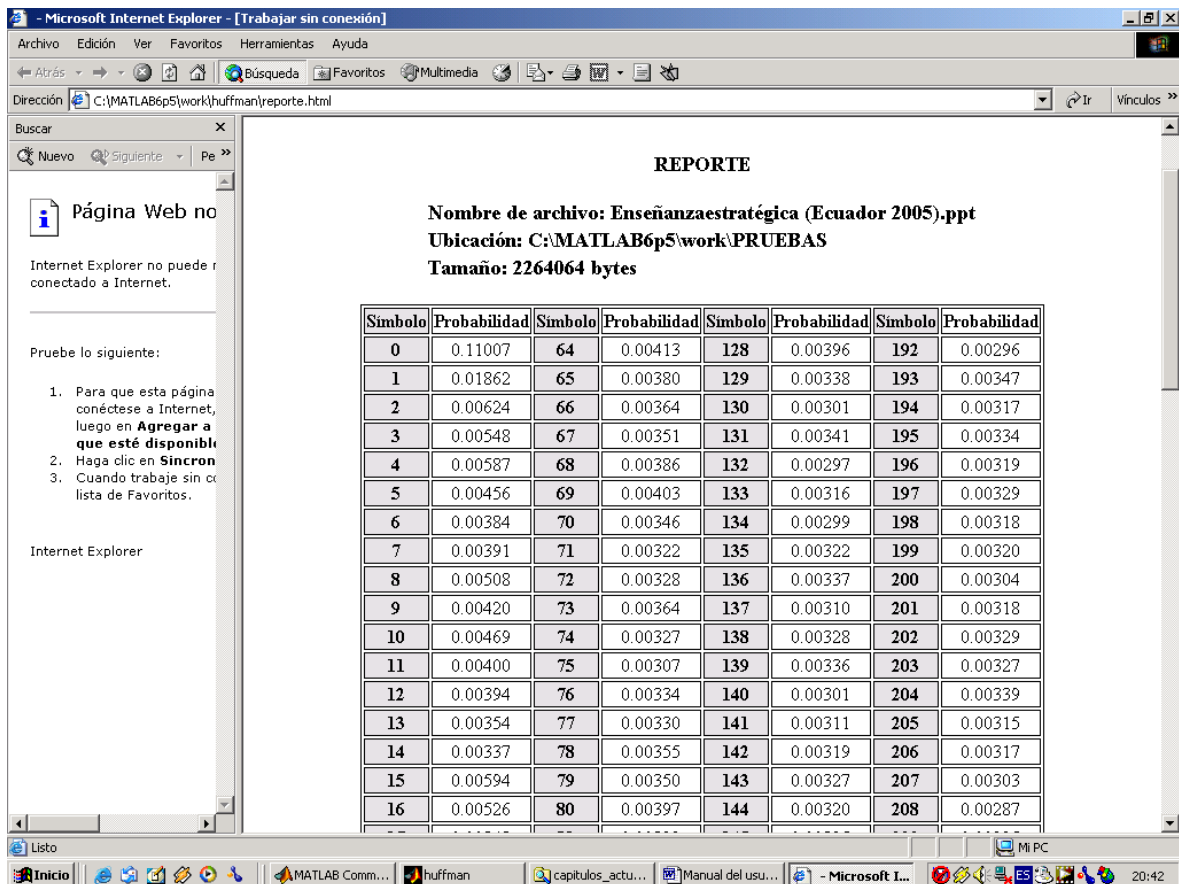 - Microsoft Internet Explorer - [Trabajar sin conexión]
Archivo Edición Ver Favoritos Herramientas Ayuda
Atrás Búsqueda Favoritos Multimedia
Dirección C:\MATLAB6p5\work\huffman\reporte.html Ir Vínculos »
Buscar
Nuevo Siguiente Pe »
Página Web no
Internet Explorer no puede
conectado a Internet.
Pruebe lo siguiente:
1. Para que esta página
conéctese a Internet,
luego en Agregar a
que esté disponible
2. Haga clic en Sincron
3. Cuando trabaje sin
lista de Favoritos.
Internet Explorer
REPORTE
Nombre de archivo: Enseñanzaestratégica (Ecuador 2005).ppt
Ubicación: C:\MATLAB6p5\work\PRUEBAS
Tamaño: 2264064 bytes
Símbolo Probabilidad Símbolo Probabilidad Símbolo Probabilidad Símbolo Probabilidad
0 0.11007 64 0.00413 128 0.00396 192 0.00296
1 0.01862 65 0.00380 129 0.00338 193 0.00347
2 0.00624 66 0.00364 130 0.00301 194 0.00317
3 0.00548 67 0.00351 131 0.00341 195 0.00334
4 0.00587 68 0.00386 132 0.00297 196 0.00319
5 0.00456 69 0.00403 133 0.00316 197 0.00329
6 0.00384 70 0.00346 134 0.00299 198 0.00318
7 0.00391 71 0.00322 135 0.00322 199 0.00320
8 0.00508 72 0.00328 136 0.00337 200 0.00304
9 0.00420 73 0.00364 137 0.00310 201 0.00318
10 0.00469 74 0.00327 138 0.00328 202 0.00329
11 0.00400 75 0.00307 139 0.00336 203 0.00327
12 0.00394 76 0.00334 140 0.00301 204 0.00339
13 0.00354 77 0.00330 141 0.00311 205 0.00315
14 0.00337 78 0.00355 142 0.00319 206 0.00317
15 0.00594 79 0.00350 143 0.00327 207 0.00303
16 0.00526 80 0.00397 144 0.00320 208 0.00287
Listo Mi PC
Inicio MATLAB Comm... huffman capitulos_actu... Manual del usu... - Microsoft I... ES 20:42